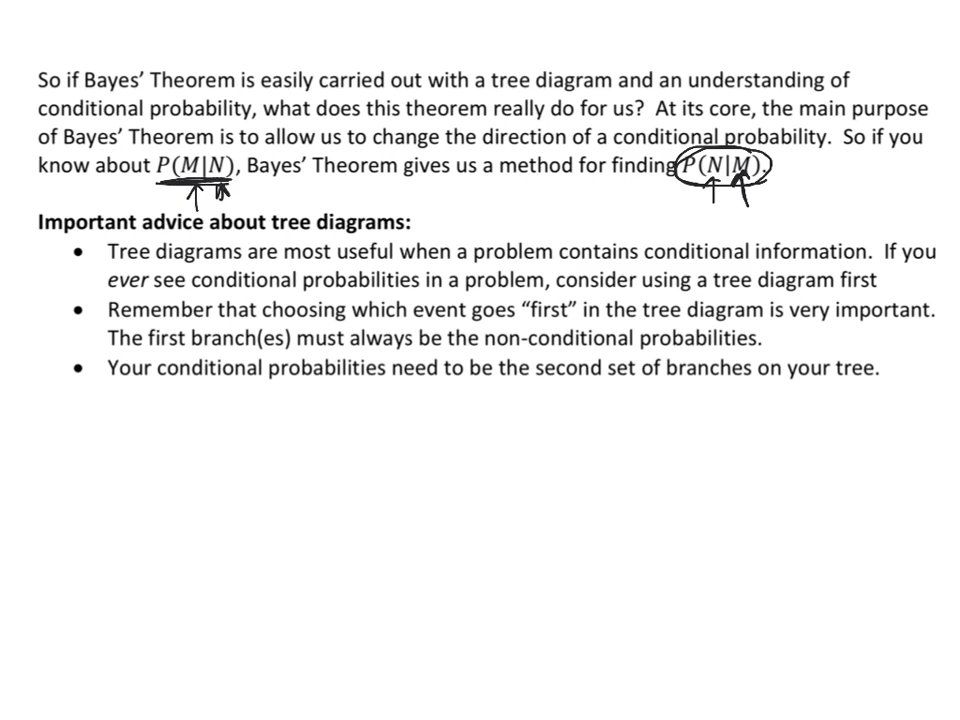 So if Bayes’ Theorem is easily carried out with a tree diagram and an understanding of
conditional probability, what does this theorem really do for us?  At its core, the main purpose
of Bayes’ Theorem is to allow us to change the direction of a conditional probability.  So if you
know about P(M|N), Bayes’ Theorem gives us a method for finding P(N|M).
Important advice about tree diagrams:
• Tree diagrams are most useful when a problem contains conditional information.  If you
ever see conditional probabilities in a problem, consider using a tree diagram first
• Remember that choosing which event goes “first” in the tree diagram is very important.
The first branch(es) must always be the non-conditional probabilities.
• Your conditional probabilities need to be the second set of branches on your tree.